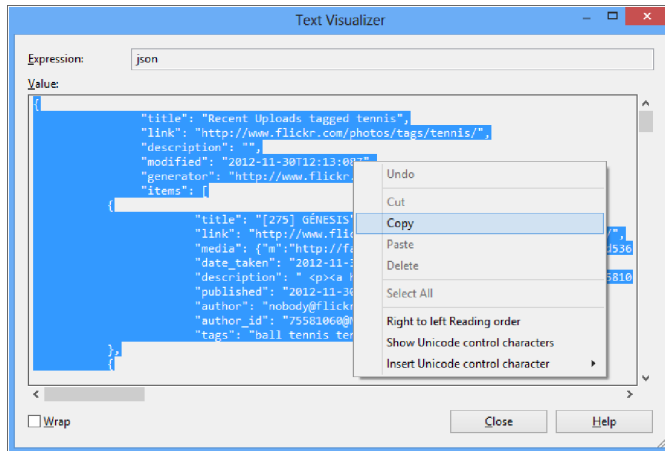 Text Visualizer
Expression:
json
Value:
{
"title": "Recent Uploads tagged tennis",
"link": "http://www.flickr.com/photos/tags/tennis/",
"description": "",
"modified": "2012-11-30T12:13:08Z",
"generator": "http://www.flickr.
"items": [
{
"title": "[275] GÉNESIS"
"link": "http://www.flic /",
"media": {"m":"http://fa d536
"date_taken": "2012-11-3
"description": " <p><a h 5810
"published": "2012-11-30
"author": "nobody@flickr
"author_id": "75581060@N
"tags": "ball tennis ten
},
{
Undo
Cut
Copy
Paste
Delete
Select All
Right to left Reading order
Show Unicode control characters
Insert Unicode control character
Wrap
Close
Help